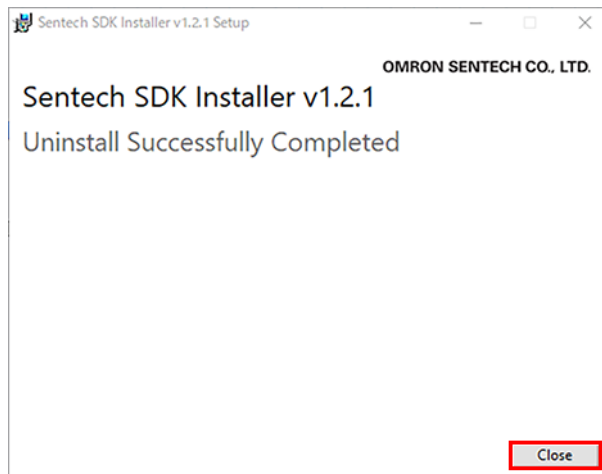 Sentech SDK Installer v1.2.1 Setup
OMRON SENTECH CO., LTD.
Sentech SDK Installer v1.2.1
Uninstall Successfully Completed
Close